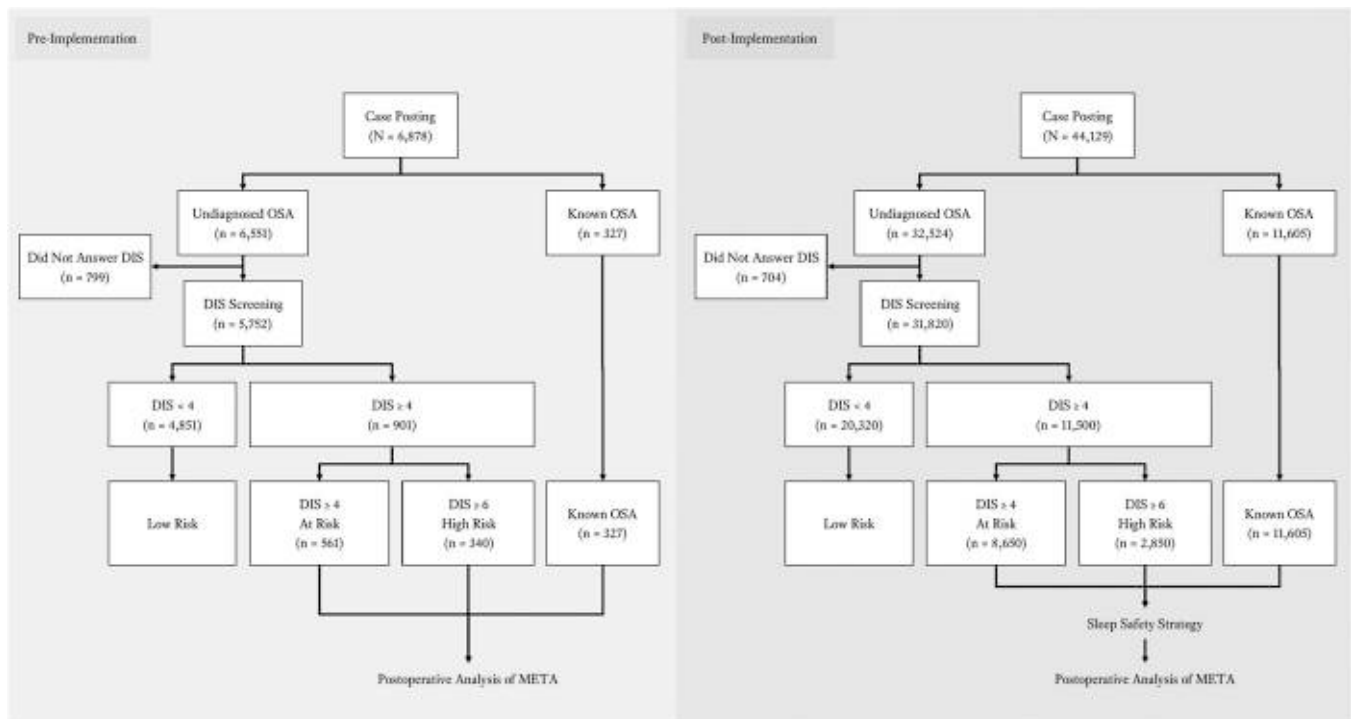 Pre-Implementation
Case Posting
(N = 6,878)
Undiagnosed OSA
(n = 6,551)
Known OSA
(n = 327)
Did Not Answer DIS
(n = 799)
DIS Screening
(n = 5,752)
DIS < 4
(n = 4,851)
DIS ≥ 4
(n = 901)
Low Risk
DIS ≥ 4
At Risk
(n = 561)
DIS ≥ 6
High Risk
(n = 340)
Known OSA
(n = 327)
Postoperative Analysis of META
Post-Implementation
Case Posting
(N = 44,129)
Undiagnosed OSA
(n = 32,524)
Known OSA
(n = 11,605)
Did Not Answer DIS
(n = 704)
DIS Screening
(n = 31,820)
DIS < 4
(n = 20,320)
DIS ≥ 4
(n = 11,500)
Low Risk
DIS ≥ 4
At Risk
(n = 8,650)
DIS ≥ 6
High Risk
(n = 2,850)
Known OSA
(n = 11,605)
Sleep Safety Strategy
Postoperative Analysis of META